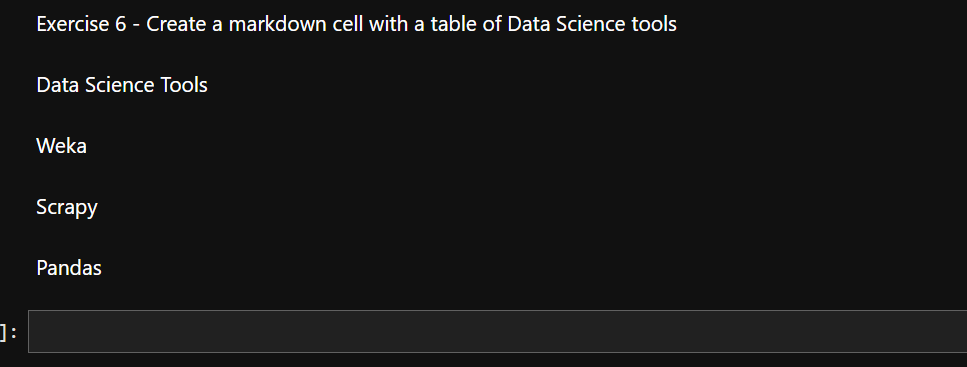 Exercise 6 - Create a markdown cell with a table of Data Science tools
Data Science Tools
Weka
Scrapy
Pandas
]: